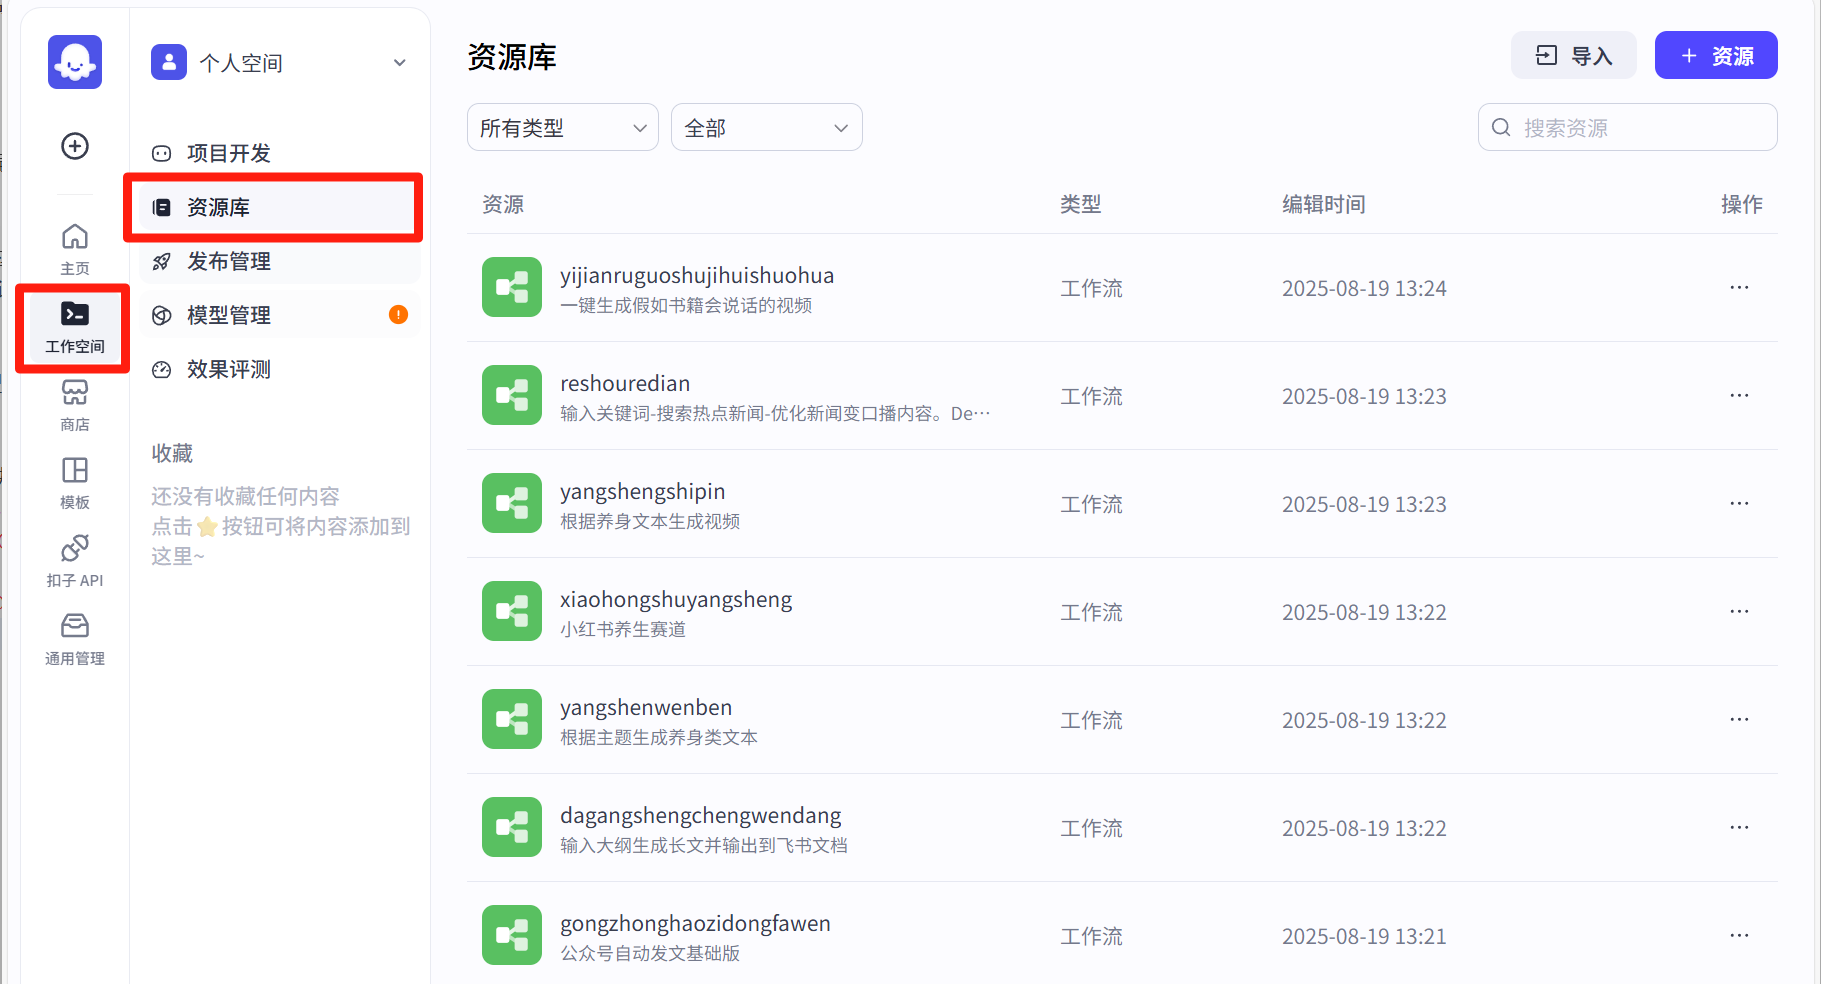 个人空间
项目开发
资源库
发布管理
模型管理
效果评测
收藏
还没有收藏任何内容
点击⭐按钮可将内容添加到
这里~
主页
工作空间
商店
模板
扣子 API
通用管理
资源库
导入
+ 资源
所有类型
全部
搜索资源
资源 类型 编辑时间 操作
yijianruguoshujihuishuohua
一键生成假如书籍会说话的视频
工作流 2025-08-19 13:24 ···
reshouredian
输入关键词-搜索热点新闻-优化新闻变口播内容。De···
工作流 2025-08-19 13:23 ···
yangshengshipin
根据养身文本生成视频
工作流 2025-08-19 13:23 ···
xiaohongshuyangsheng
小红书养生赛道
工作流 2025-08-19 13:22 ···
yangshenwenben
根据主题生成养身类文本
工作流 2025-08-19 13:22 ···
dagangshengchengwendang
输入大纲生成长文并输出到飞书文档
工作流 2025-08-19 13:22 ···
gongzhonghaozidongfawen
公众号自动发文基础版
工作流 2025-08-19 13:21 ···